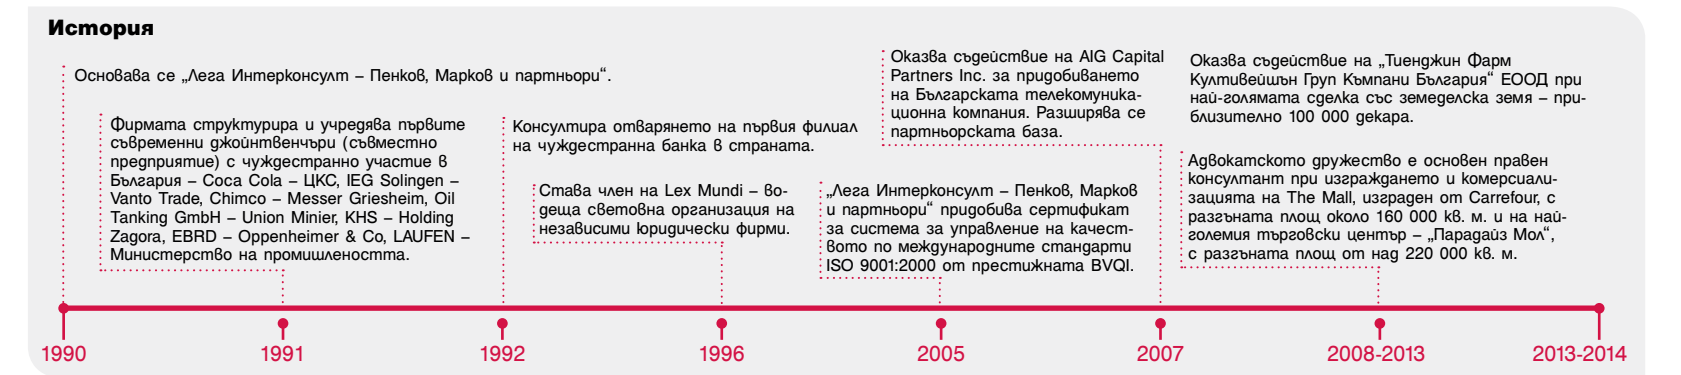 История
Основава се „Лега Интерконсулт – Пенков, Марков и партньори“.
Фирмата структурира и учредява първите
съвременни джойнтвенчъри (съвместно
предприятие) с чуждестранно участие в
България – Coca Cola – ЦКС, IEG Solingen –
Vanto Trade, Chimco – Messer Griesheim, Oil
Tanking GmbH – Union Minier, KHS – Holding
Zagora, EBRD – Oppenheimer & Co, LAUFEN –
Министерство на промишлеността.
Консултира отварянето на първия филиал
на чуждестранна банка в страната.
Става член на Lex Mundi – во-
деща световна организация на
независими юридически фирми.
„Лега Интерконсулт – Пенков, Марков
и партньори“ придобива сертификат
за система за управление на качест-
вото по международните стандарти
ISO 9001:2000 от престижната BVQI.
Оказва съдействие на AIG Capital
Partners Inc. за придобиването
на Българската телекомуника-
ционна компания. Разширява се
партньорската база.
Оказва съдействие на „Тиенджин Фарм
Култивейшън Груп Къмпани България“ ЕООД при
най-голямата сделка със земеделска земя – при-
близително 100 000 декара.
Адвокатското дружество е основен правен
консултант при изграждането и комерсиали-
зацията на The Mall, изграден от Carrefour, с
разгъната площ около 160 000 кв. м. и на най-
големия търговски център – „Парадайз Мол“,
с разгъната площ от над 220 000 кв. м.
1990
1991
1992
1996
2005
2007
2008-2013
2013-2014